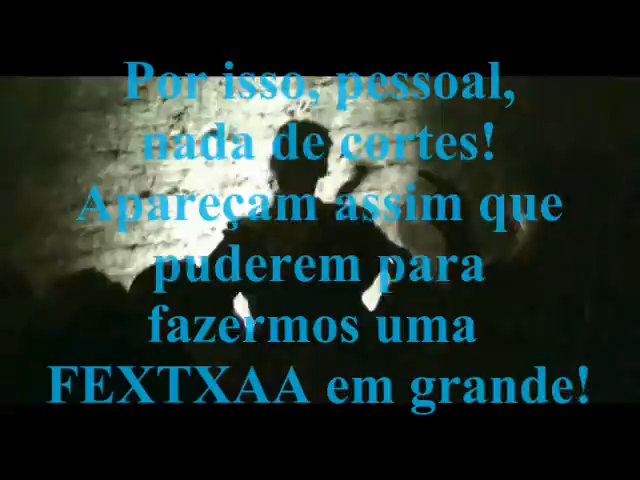 Por isso, pessoal,
nada de cortes!
Apareçam assim que
puderem para
fazermos uma
FEXTXAA em grande!